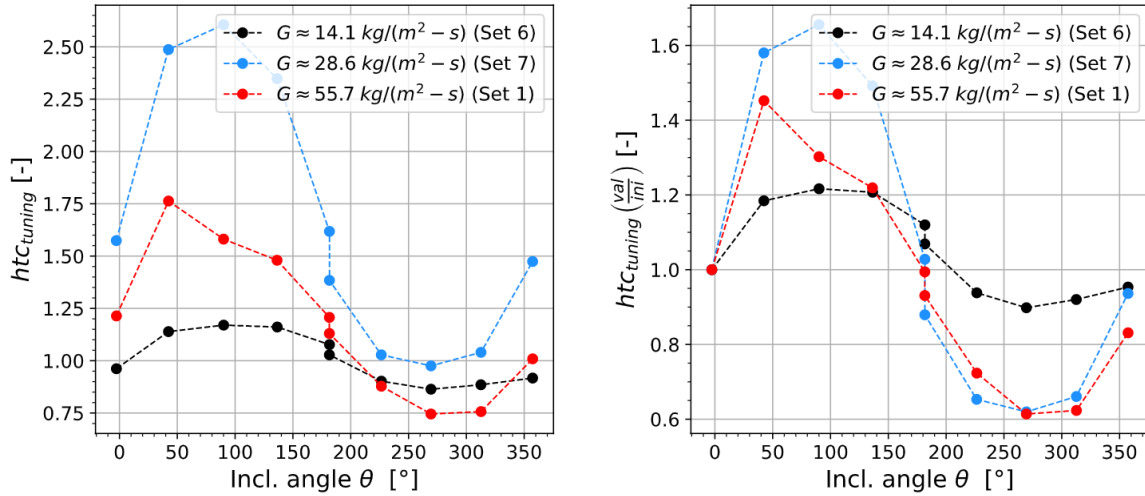 2.50
2.25
2.00
1.75
1.50
1.25
1.00
0.75
htc_{tuning} [-]
G ≈ 14.1 kg/(m² − s) (Set 6)
G ≈ 28.6 kg/(m² − s) (Set 7)
G ≈ 55.7 kg/(m² − s) (Set 1)
0 50 100 150 200 250 300 350
Incl. angle θ [°]
1.6
1.4
1.2
1.0
0.8
0.6
htc_{tuning} (val/ini) [-]
G ≈ 14.1 kg/(m² − s) (Set 6)
G ≈ 28.6 kg/(m² − s) (Set 7)
G ≈ 55.7 kg/(m² − s) (Set 1)
0 50 100 150 200 250 300 350
Incl. angle θ [°]